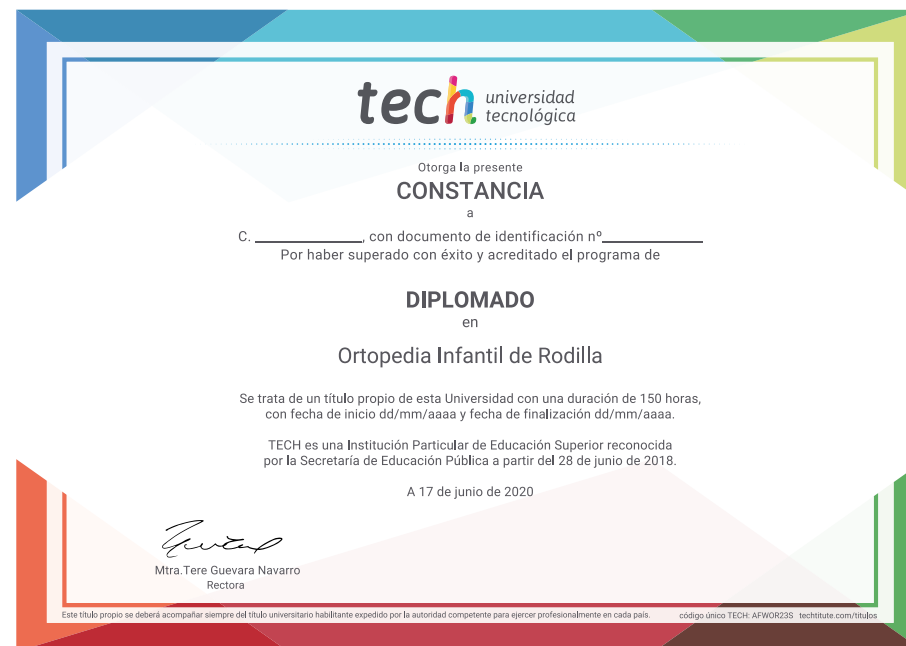 tech universidad
tecnológica
Otorga la presente
CONSTANCIA
a
C. ____________, con documento de identificación nº____________
Por haber superado con éxito y acreditado el programa de
DIPLOMADO
en
Ortopedia Infantil de Rodilla
Se trata de un título propio de esta Universidad con una duración de 150 horas,
con fecha de inicio dd/mm/aaaa y fecha de finalización dd/mm/aaaa.
TECH es una Institución Particular de Educación Superior reconocida
por la Secretaría de Educación Pública a partir del 28 de junio de 2018.
A 17 de junio de 2020
Mtra.Tere Guevara Navarro
Rectora
Este título propio se deberá acompañar siempre del título universitario habilitante expedido por la autoridad competente para ejercer profesionalmente en cada país. código único TECH: AFWOR23S techtitute.com/titulos